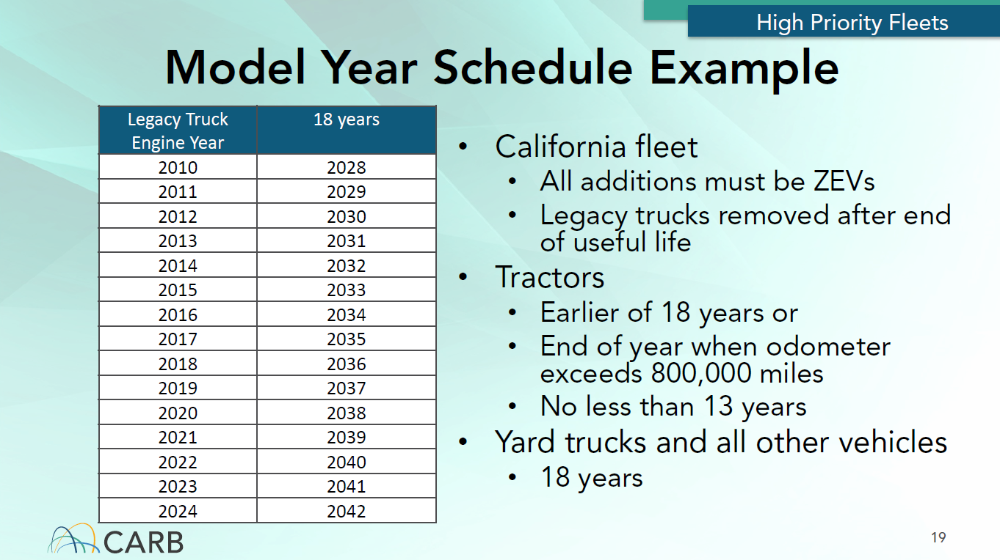 High Priority Fleets
Model Year Schedule Example
Legacy Truck Engine Year 18 years
2010 2028
2011 2029
2012 2030
2013 2031
2014 2032
2015 2033
2016 2034
2017 2035
2018 2036
2019 2037
2020 2038
2021 2039
2022 2040
2023 2041
2024 2042
• California fleet
• All additions must be ZEVs
• Legacy trucks removed after end
of useful life
• Tractors
• Earlier of 18 years or
• End of year when odometer
exceeds 800,000 miles
• No less than 13 years
• Yard trucks and all other vehicles
• 18 years
CARB
19